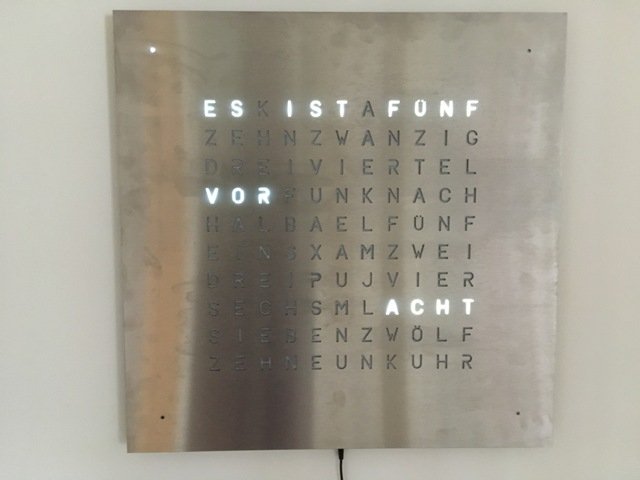 ESKISTAFÜNF
ZEHNZWANZIG
DREIVIERTEL
VORFUNKNACH
HALBAELFÜNF
EINSXAMZWEI
DREIPUJVIER
SECHSMLACHT
SIEBENZWÖLF
ZEHNEUNKUHR